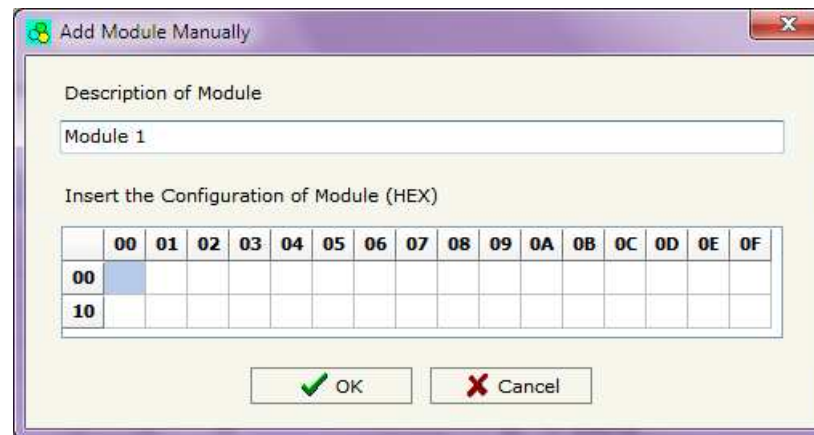 Add Module Manually
Description of Module
Module 1
Insert the Configuration of Module (HEX)
00 01 02 03 04 05 06 07 08 09 0A 0B 0C 0D 0E 0F
00
10
OK Cancel